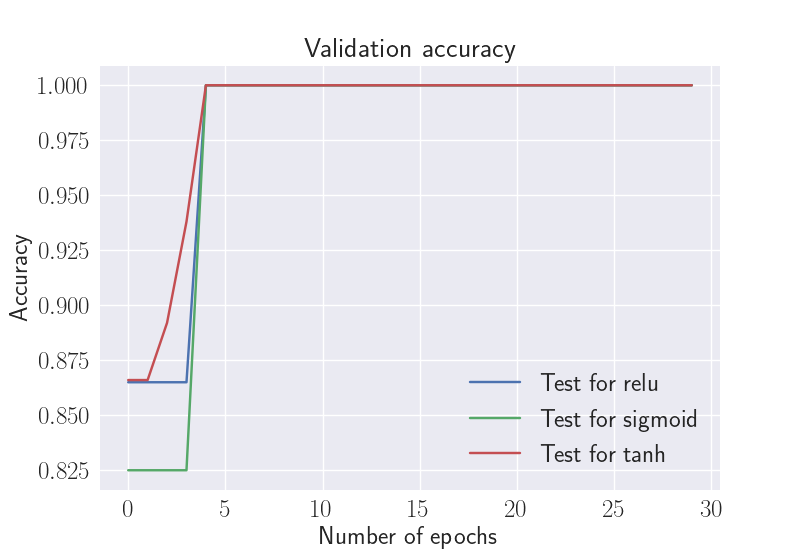 Validation accuracy
1.000
0.975
0.950
0.925
0.900
0.875
0.850
0.825
Accuracy
Test for relu
Test for sigmoid
Test for tanh
0 5 10 15 20 25 30
Number of epochs